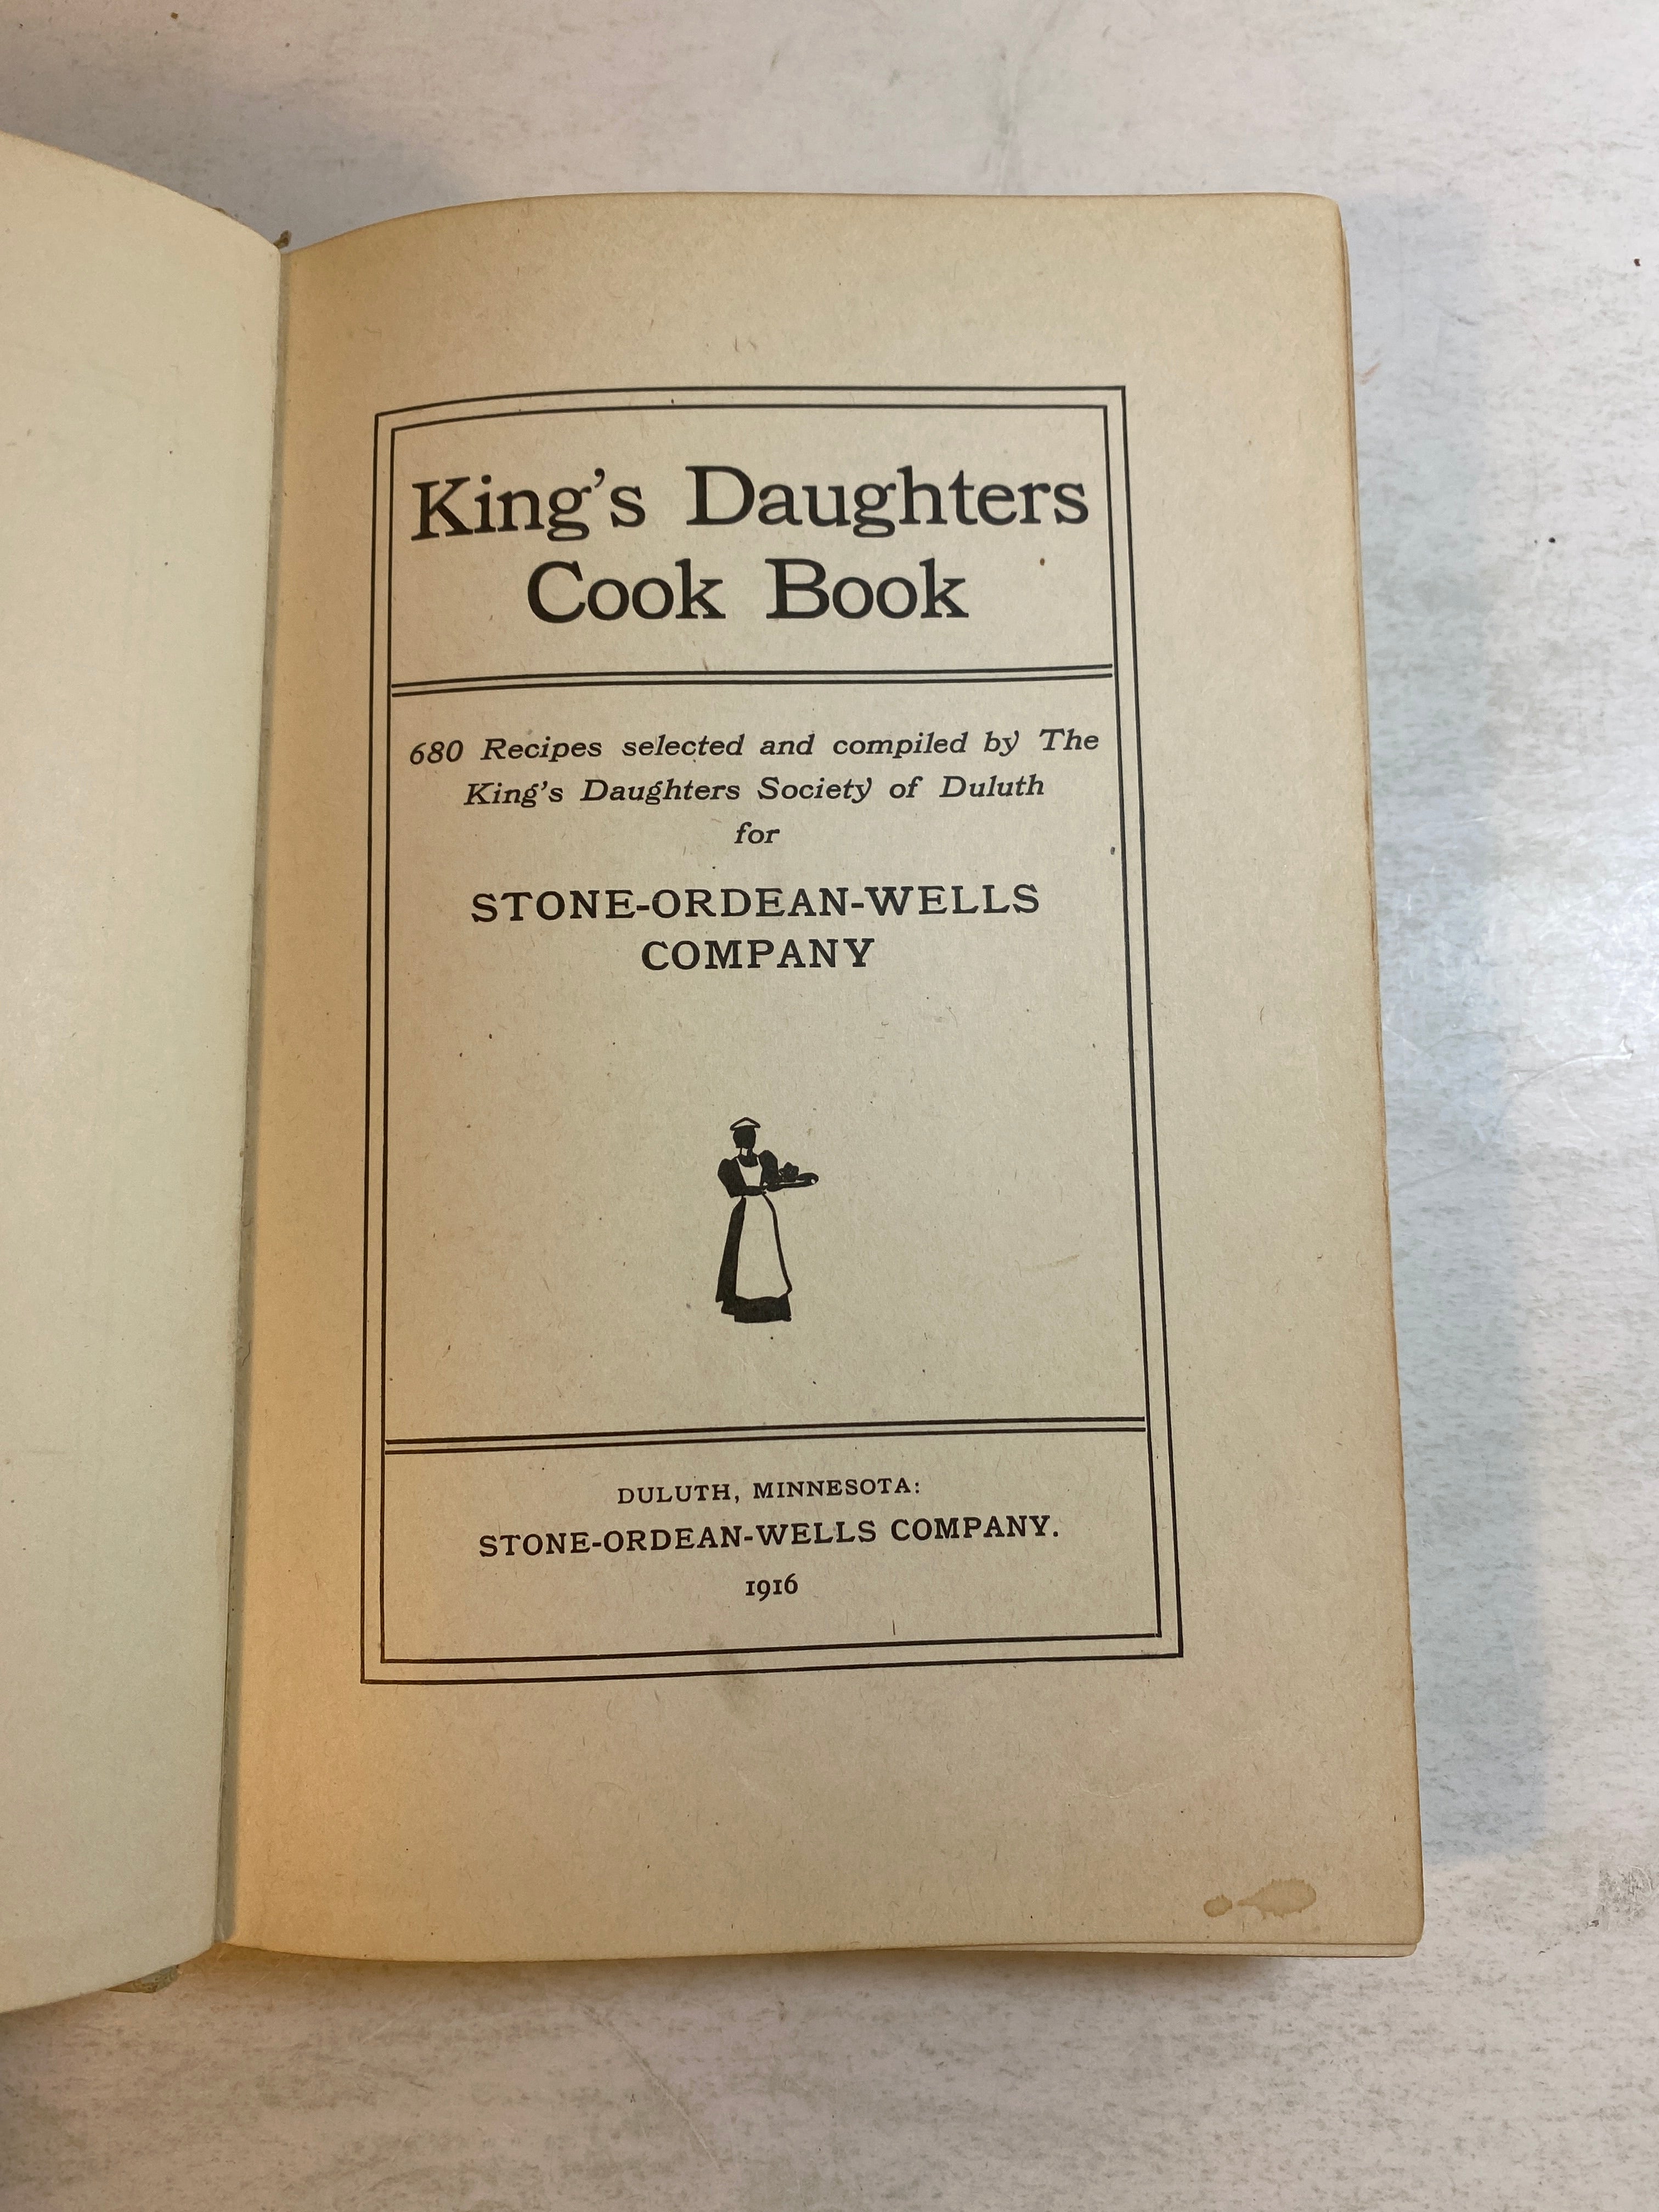 King's Daughters
Cook Book
680 Recipes selected and compiled by The
King's Daughters Society of Duluth
for
STONE-ORDEAN-WELLS
COMPANY
DULUTH, MINNESOTA:
STONE-ORDEAN-WELLS COMPANY.
1916